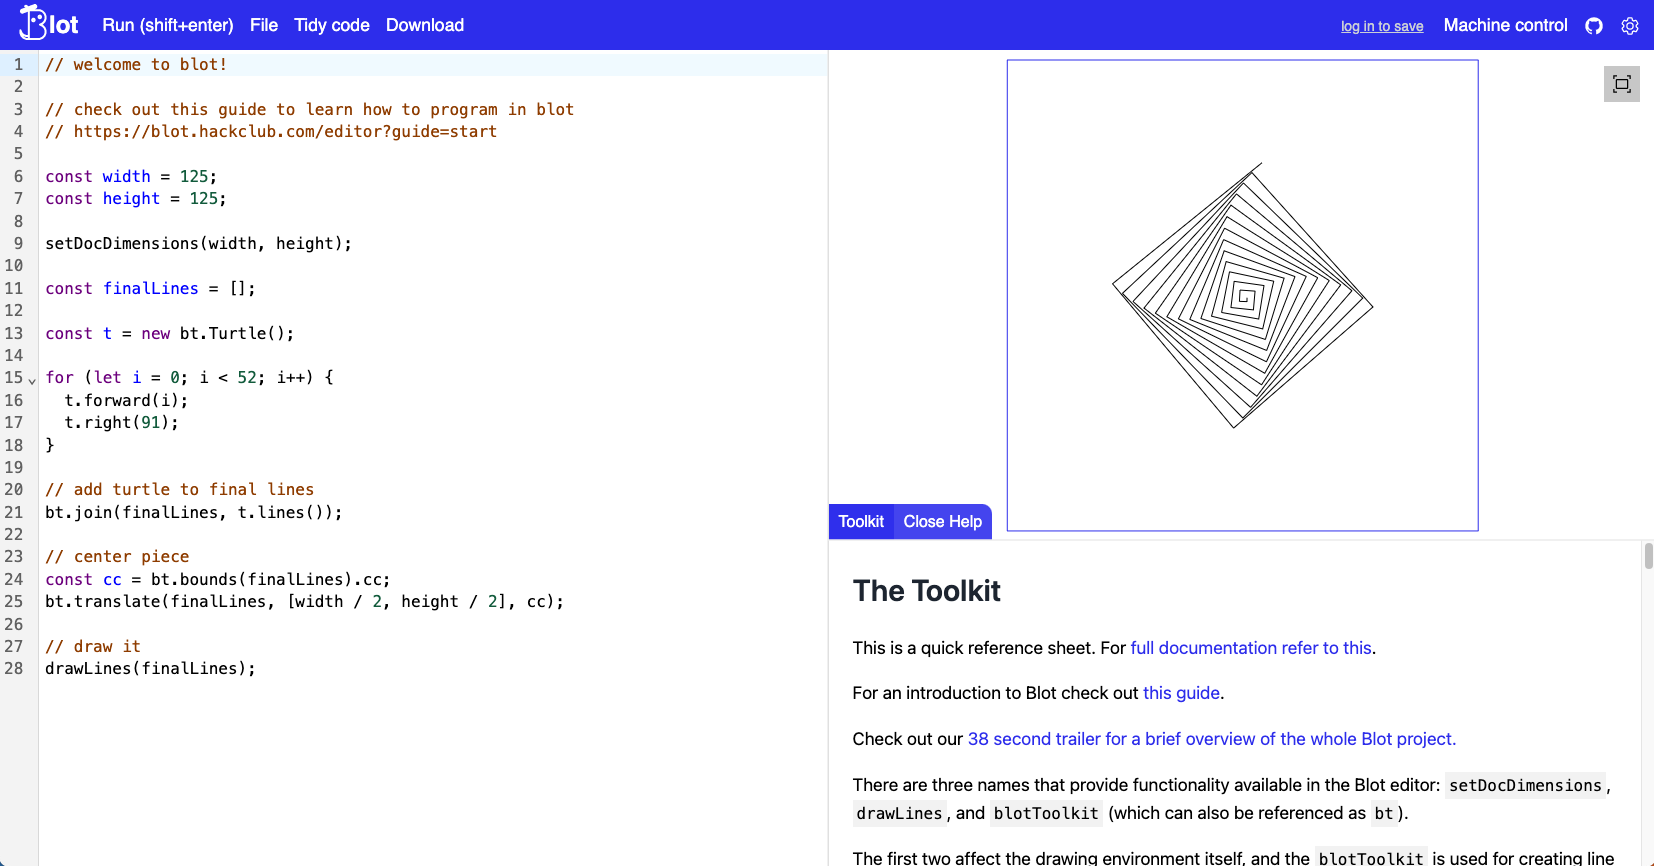 Blot Run (shift+enter) File Tidy code Download log in to save Machine control
1 // welcome to blot!
2
3 // check out this guide to learn how to program in blot
4 // https://blot.hackclub.com/editor?guide=start
5
6 const width = 125;
7 const height = 125;
8
9 setDocDimensions(width, height);
10
11 const finalLines = [];
12
13 const t = new bt.Turtle();
14
15 for (let i = 0; i < 52; i++) {
16   t.forward(i);
17   t.right(91);
18 }
19
20 // add turtle to final lines
21 bt.join(finalLines, t.lines());
22
23 // center piece
24 const cc = bt.bounds(finalLines).cc;
25 bt.translate(finalLines, [width / 2, height / 2], cc);
26
27 // draw it
28 drawLines(finalLines);
Toolkit Close Help
The Toolkit
This is a quick reference sheet. For full documentation refer to this.
For an introduction to Blot check out this guide.
Check out our 38 second trailer for a brief overview of the whole Blot project.
There are three names that provide functionality available in the Blot editor: setDocDimensions,
drawLines, and blotToolkit (which can also be referenced as bt).
The first two affect the drawing environment itself, and the blotToolkit is used for creating line